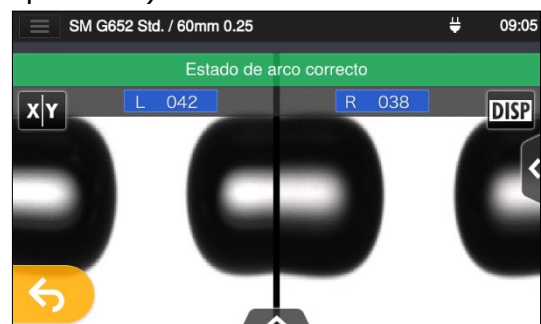 SM G652 Std. / 60mm 0.25 09:05
Estado de arco correcto
X|Y L 042 R 038 DISP